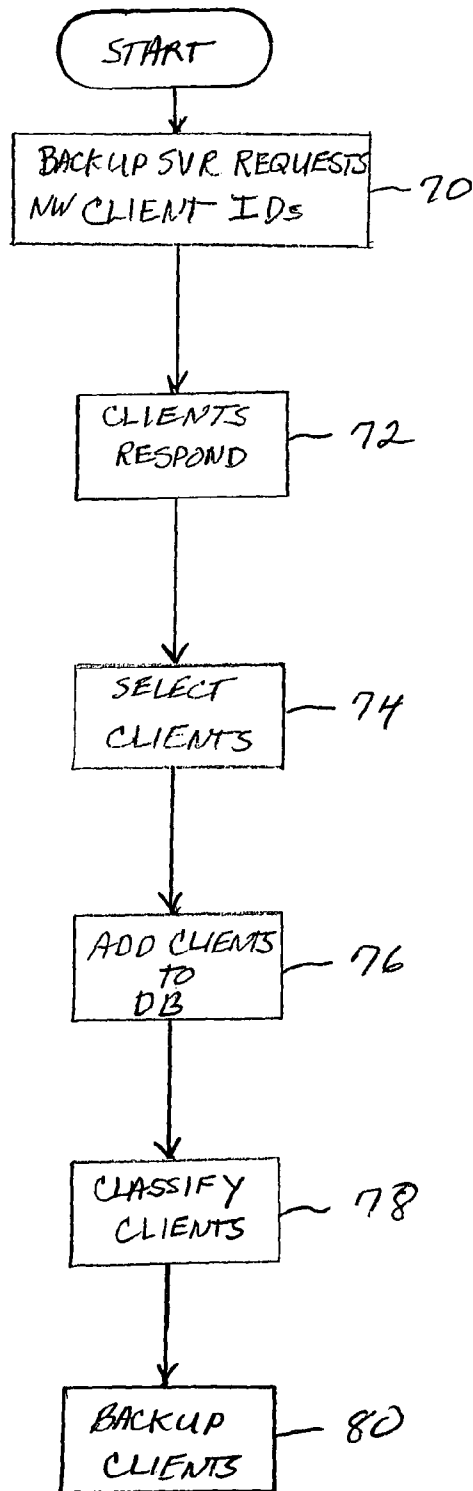 START
BACKUP SVR REQUESTS
NW CLIENT IDs
70
CLIENTS
RESPOND
72
SELECT
CLIENTS
74
ADD CLIENTS
TO
DB
76
CLASSIFY
CLIENTS
78
BACKUP
CLIENTS
80